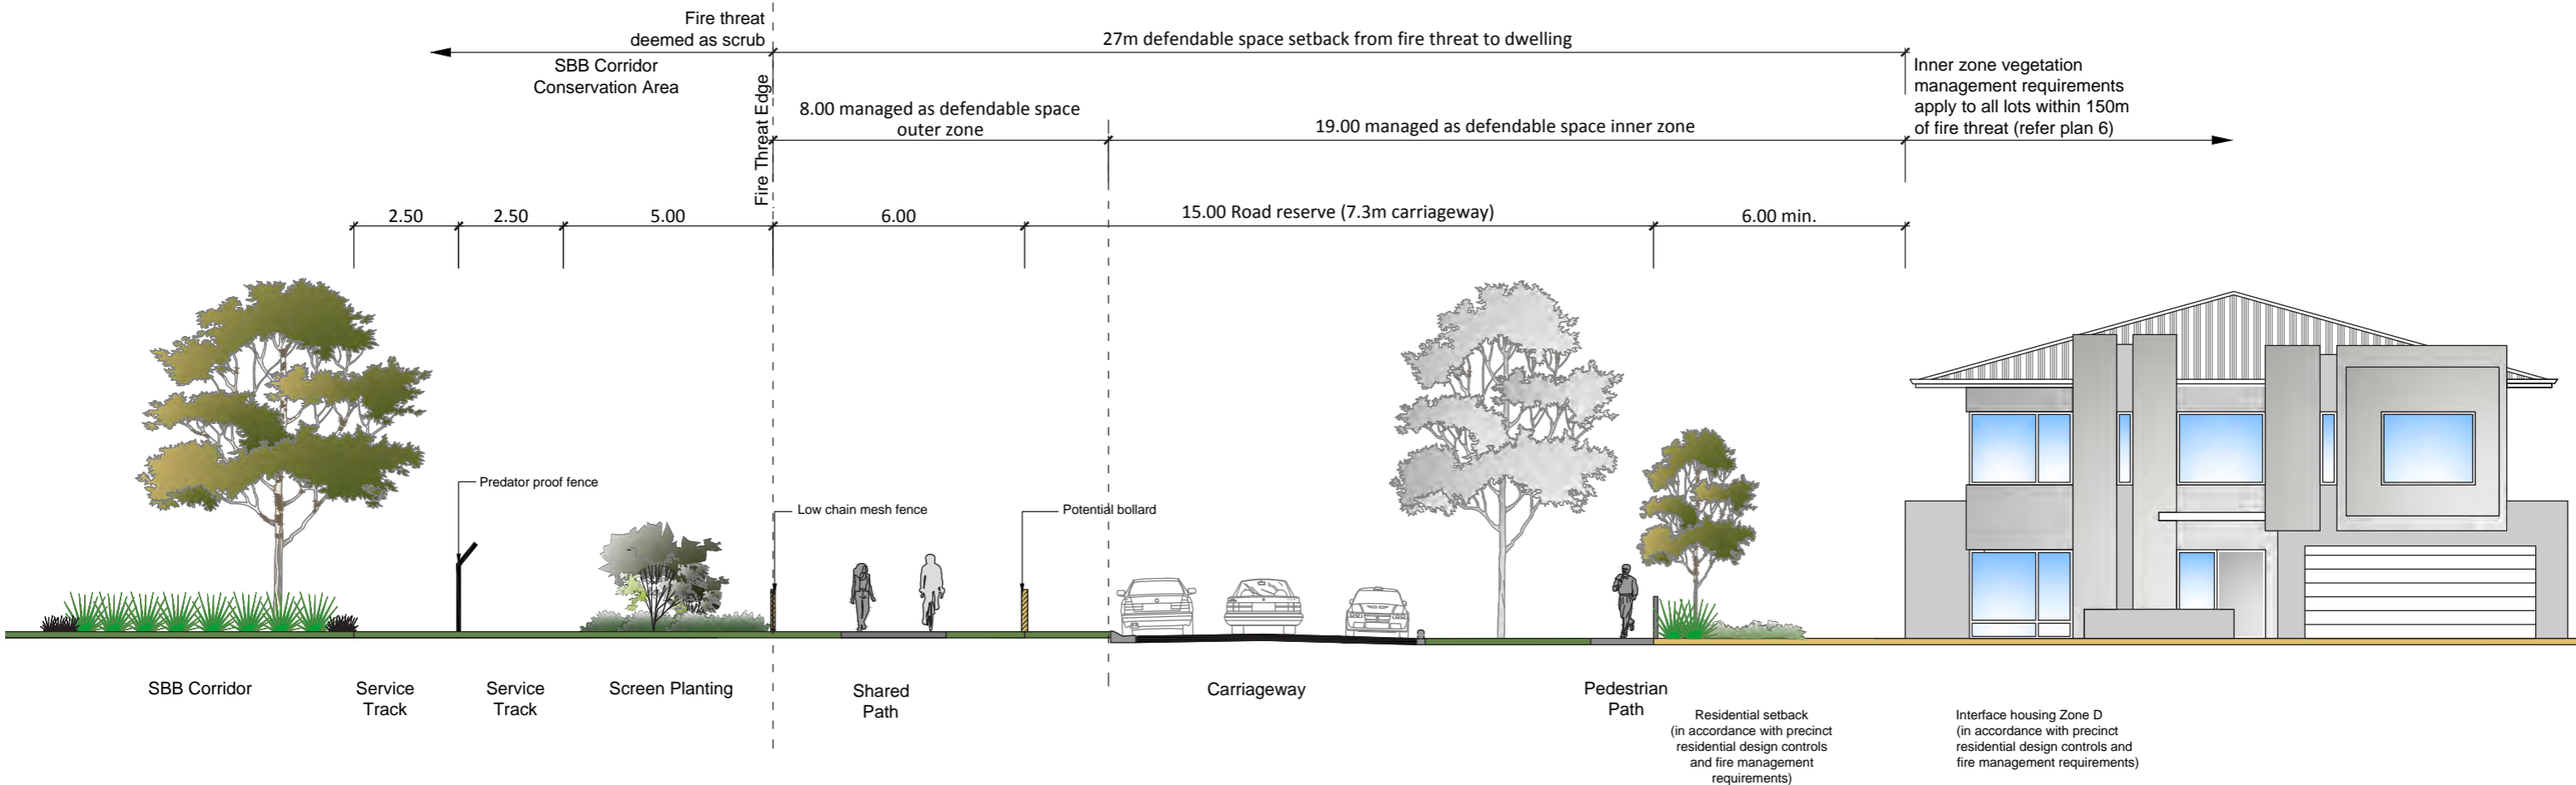 Fire threat
deemed as scrub
27m defendable space setback from fire threat to dwelling
SBB Corridor
Conservation Area
Inner zone vegetation
management requirements
apply to all lots within 150m
of fire threat (refer plan 6)
Fire Threat Edge
8.00 managed as defendable space
outer zone
19.00 managed as defendable space inner zone
2.50
2.50
5.00
6.00
15.00 Road reserve (7.3m carriageway)
6.00 min.
Predator proof fence
Low chain mesh fence
Potential bollard
SBB Corridor
Service
Track
Service
Track
Screen Planting
Shared
Path
Carriageway
Pedestrian
Path
Residential setback
(in accordance with precinct
residential design controls
and fire management
requirements)
Interface housing Zone D
(in accordance with precinct
residential design controls and
fire management requirements)